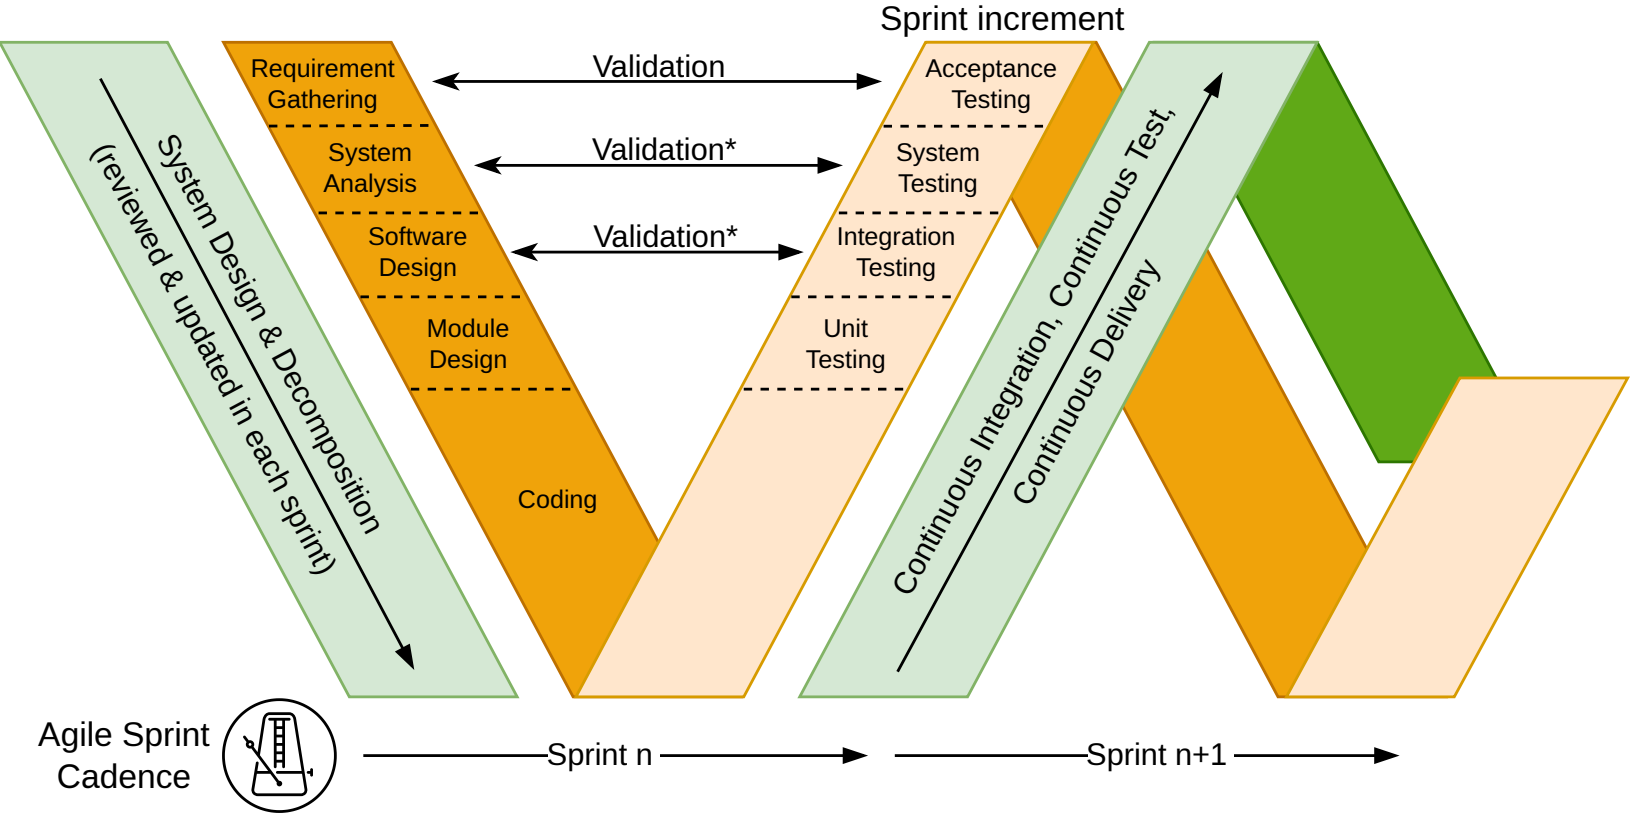 Sprint increment
System Design & Decomposition
(reviewed & updated in each sprint)
Requirement
Gathering
System
Analysis
Software
Design
Module
Design
Coding
Validation
Validation*
Validation*
Acceptance
Testing
System
Testing
Integration
Testing
Unit
Testing
Continuous Integration, Continuous Test,
Continuous Delivery
Agile Sprint
Cadence
Sprint n
Sprint n+1